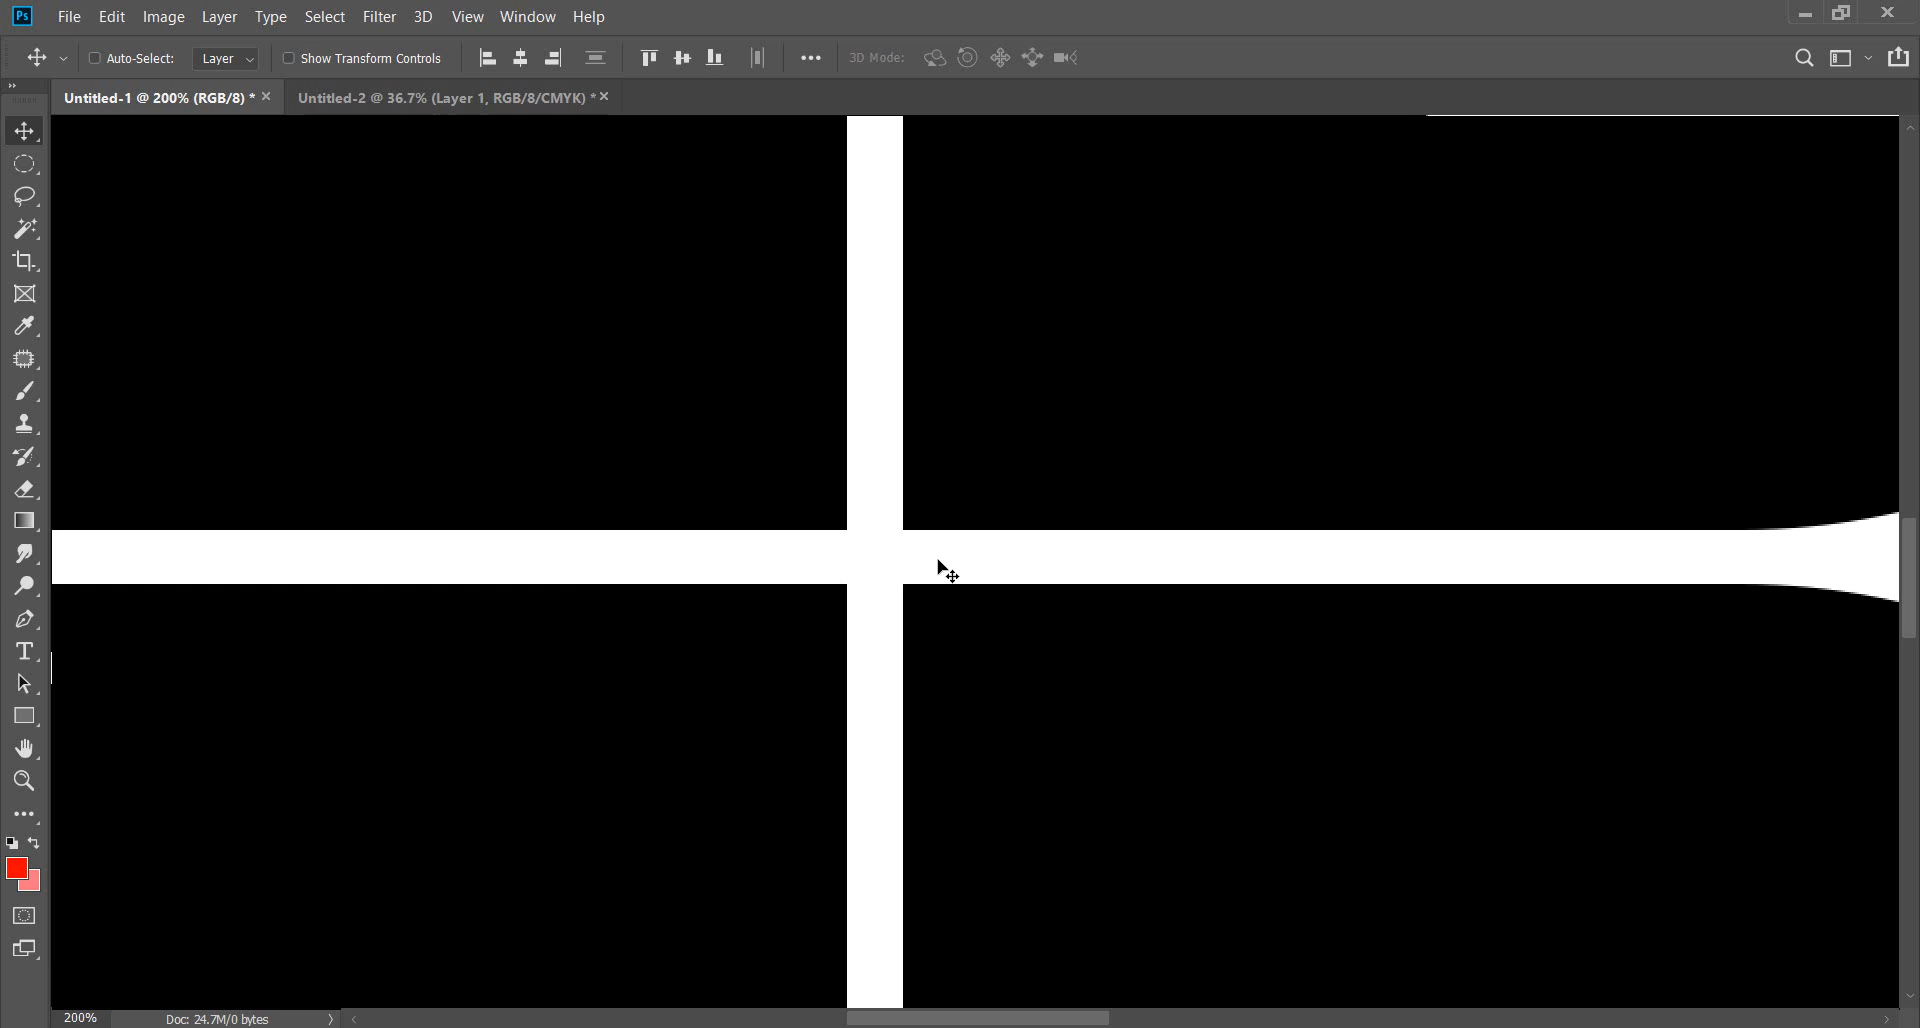 Ps File Edit Image Layer Type Select Filter 3D View Window Help
Auto-Select: Layer Show Transform Controls 3D Mode:
Untitled-1 @ 200% (RGB/8) * Untitled-2 @ 36.7% (Layer 1, RGB/8/CMYK) *
200% Doc: 24.7M/0 bytes